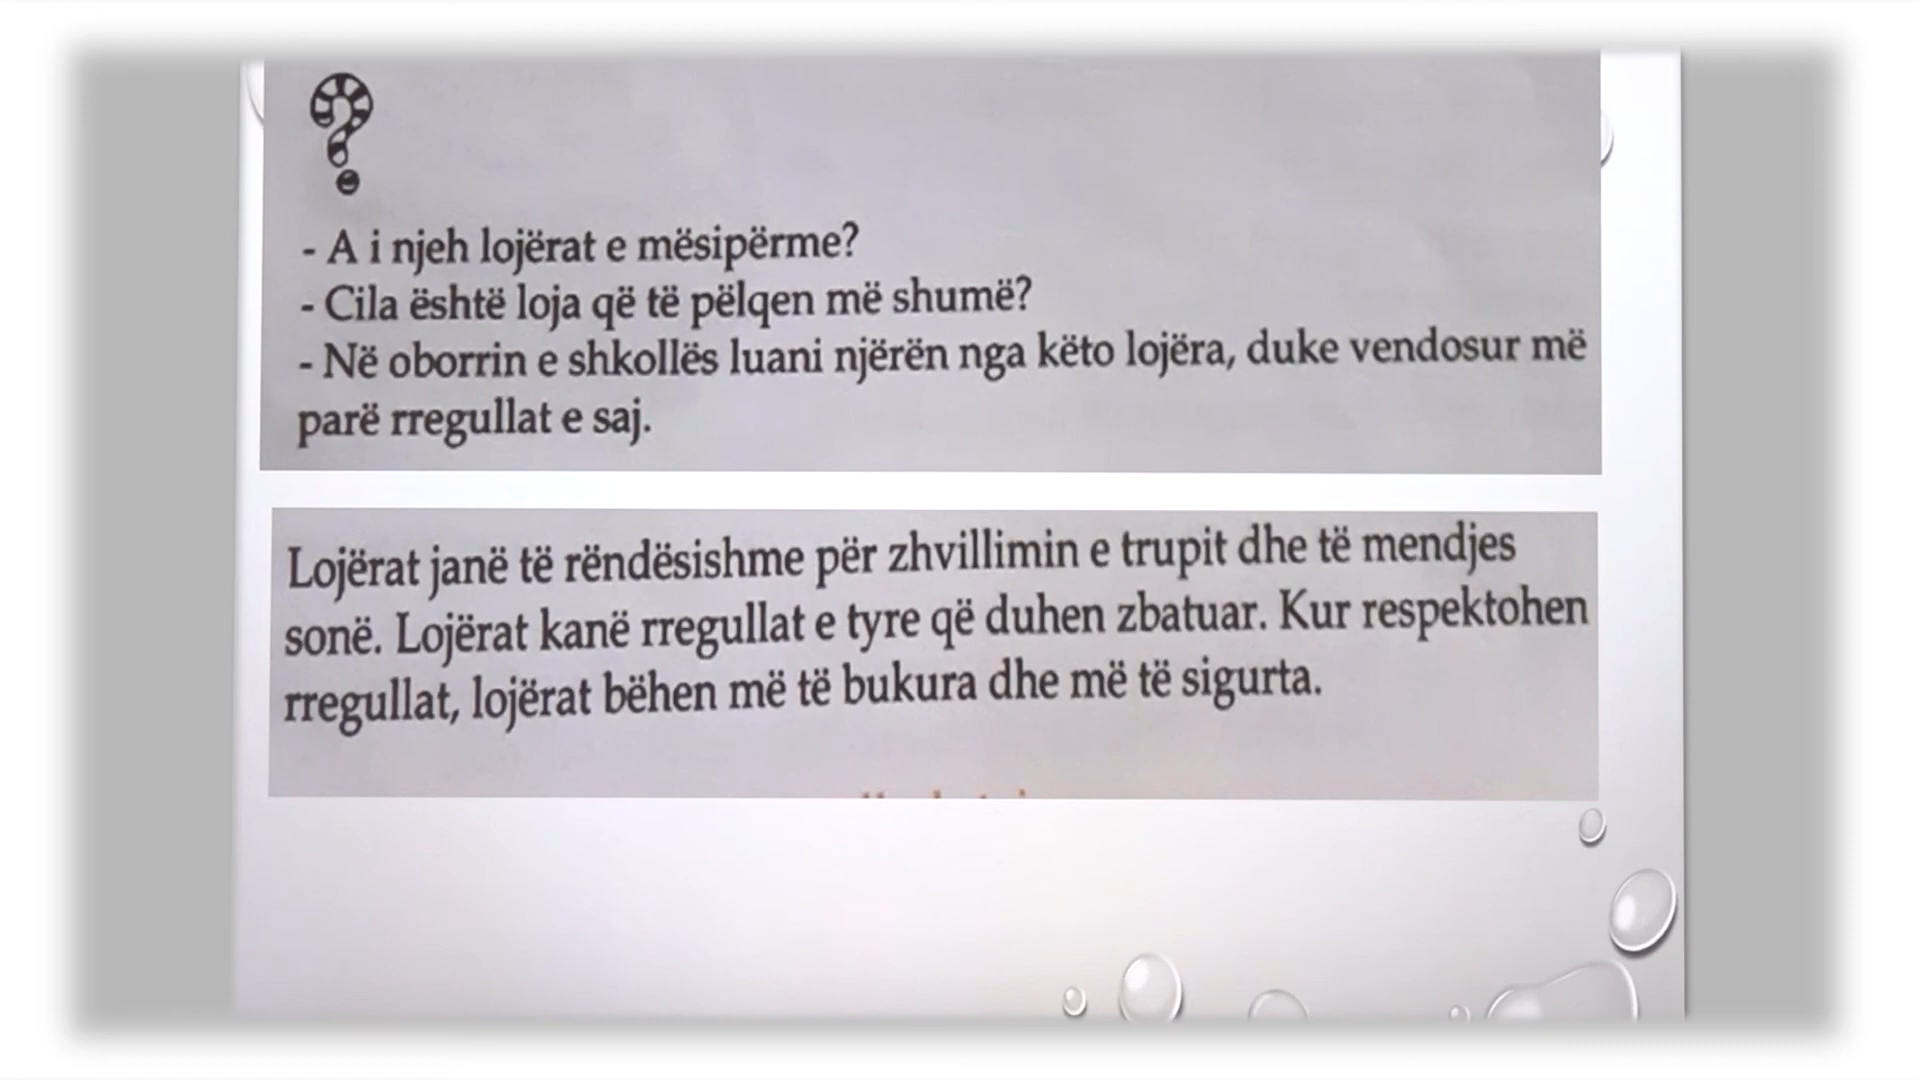 - A i njeh lojërat e mësipërme?
- Cila është loja që të pëlqen më shumë?
- Në oborrin e shkollës luani njërën nga këto lojëra, duke vendosur më
parë rregullat e saj.
Lojërat janë të rëndësishme për zhvillimin e trupit dhe të mendjes
sonë. Lojërat kanë rregullat e tyre që duhen zbatuar. Kur respektohen
rregullat, lojërat bëhen më të bukura dhe më të sigurta.